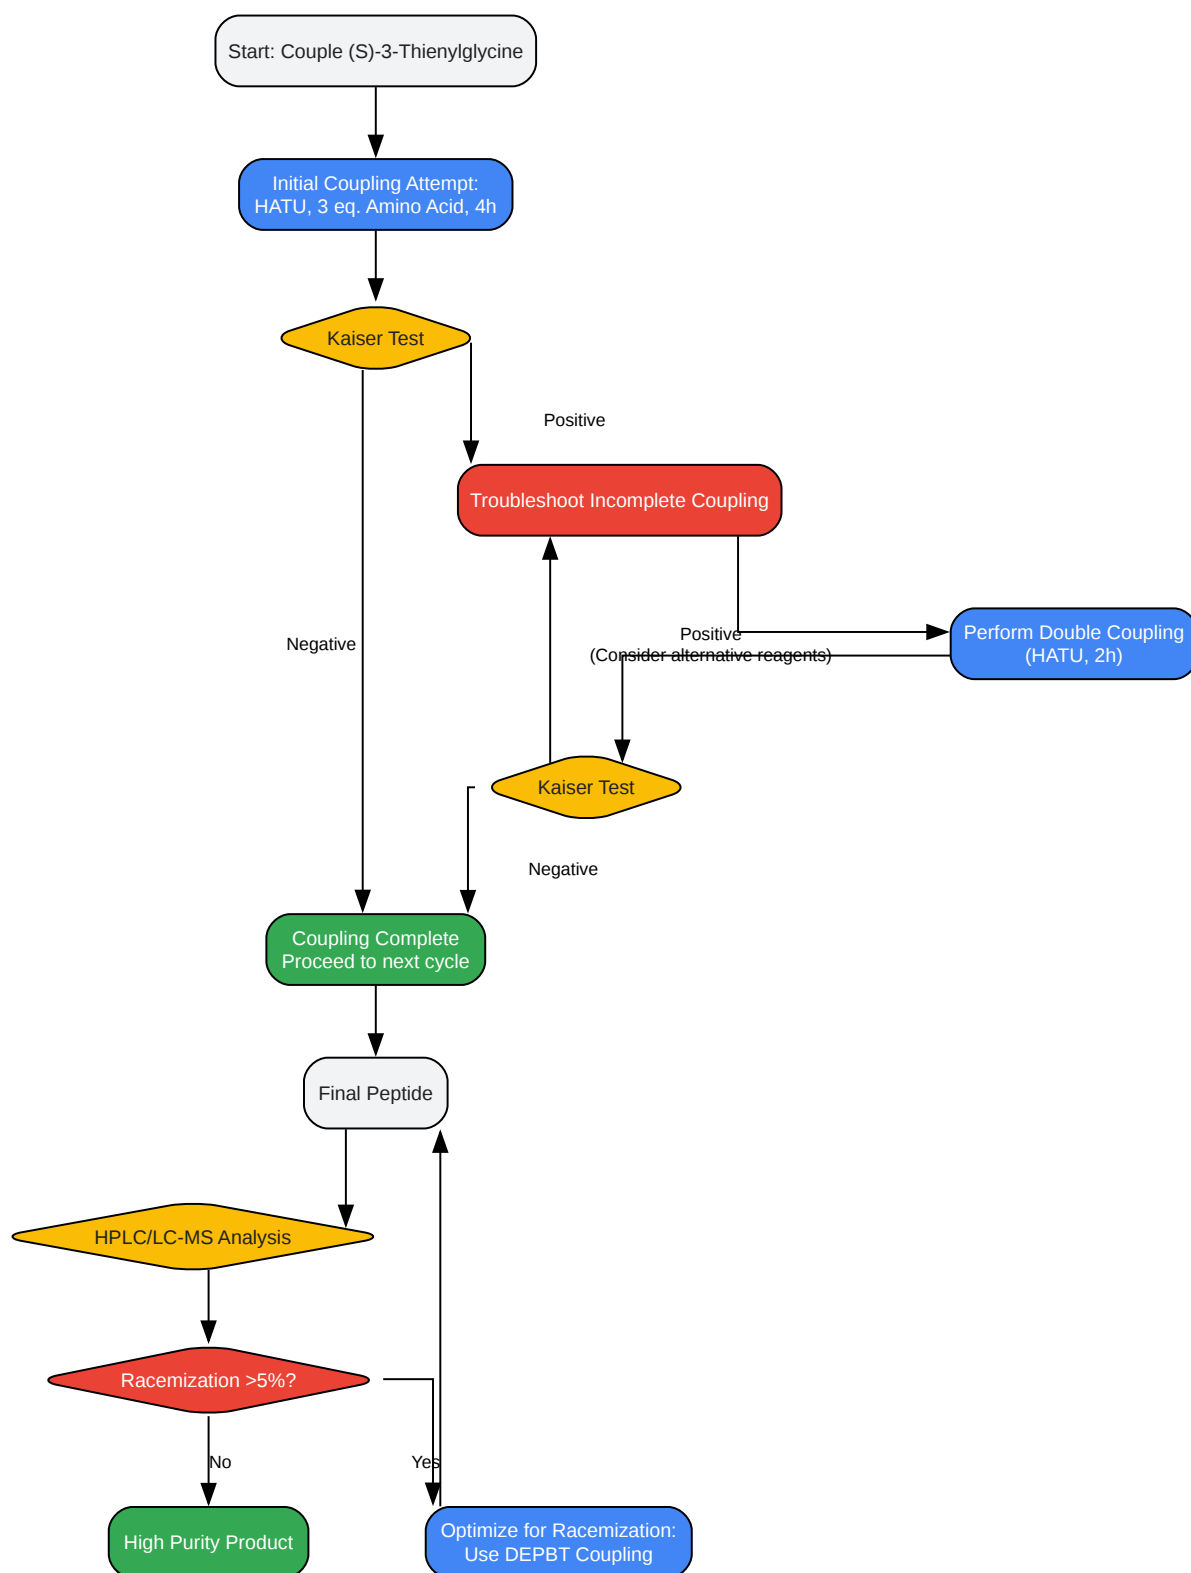 Start: Couple (S)-3-Thienylglycine
Initial Coupling Attempt:
HATU, 3 eq. Amino Acid, 4h
Kaiser Test
Positive
Troubleshoot Incomplete Coupling
Negative
Positive
(Consider alternative reagents)
Perform Double Coupling
(HATU, 2h)
Kaiser Test
Negative
Coupling Complete
Proceed to next cycle
Final Peptide
HPLC/LC-MS Analysis
Racemization >5%?
No
Yes
High Purity Product
Optimize for Racemization:
Use DEPBT Coupling